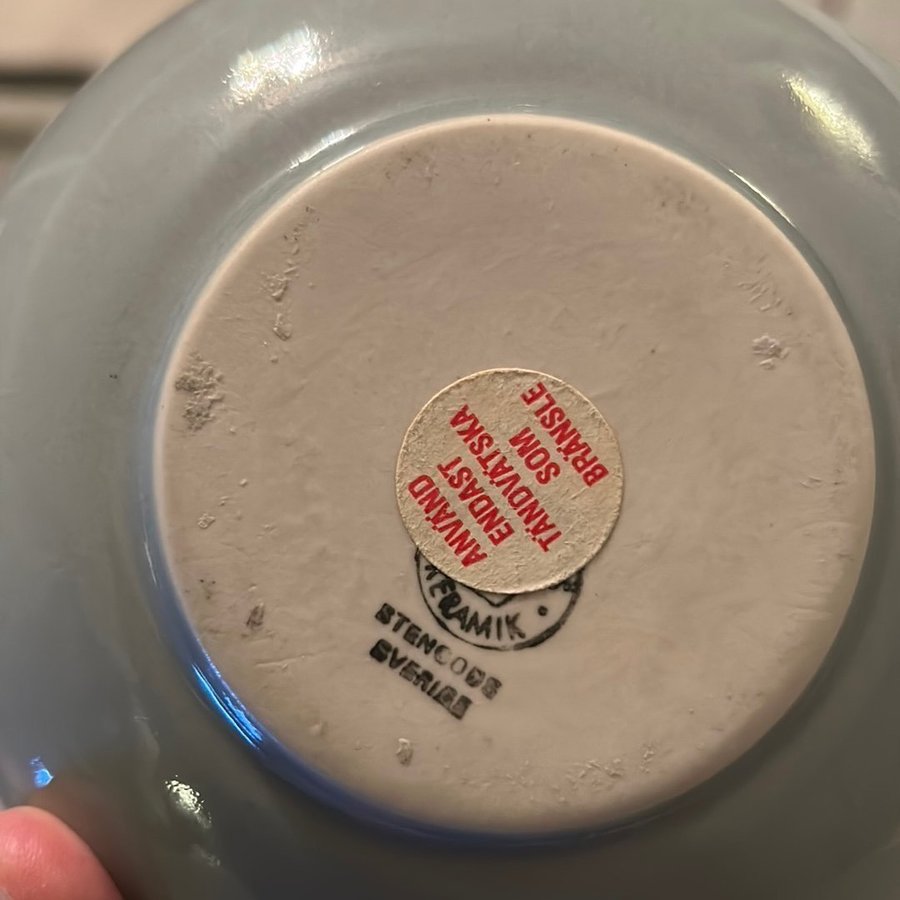 ANVÄND
ENDAST
TÄNDVÄTSKA
SOM
BRÄNSLE
KERAMIK
STENGODS
SVERIGE